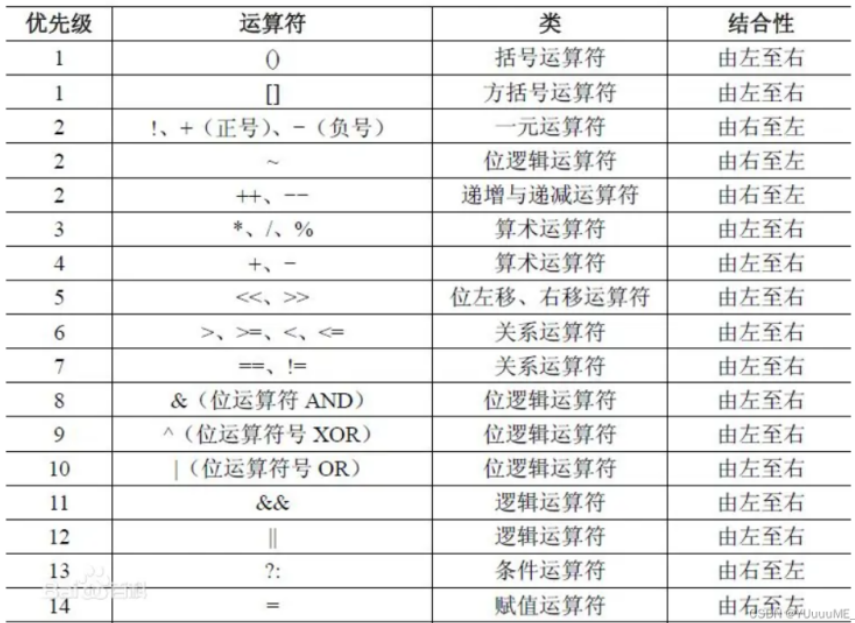 优先级 运算符 类 结合性
1 () 括号运算符 由左至右
1 [] 方括号运算符 由左至右
2 !、+（正号）、-（负号） 一元运算符 由右至左
2 ~ 位逻辑运算符 由右至左
2 ++、-- 递增与递减运算符 由右至左
3 *、/、% 算术运算符 由左至右
4 +、- 算术运算符 由左至右
5 <<、>> 位左移、右移运算符 由左至右
6 >、>=、<、<= 关系运算符 由左至右
7 ==、!= 关系运算符 由左至右
8 &（位运算符 AND） 位逻辑运算符 由左至右
9 ^（位运算符号 XOR） 位逻辑运算符 由左至右
10 |（位运算符号 OR） 位逻辑运算符 由左至右
11 && 逻辑运算符 由左至右
12 || 逻辑运算符 由左至右
13 ?: 条件运算符 由右至左
14 = 赋值运算符 由右至左
Baidu百科
CSDN @YUuuuME_